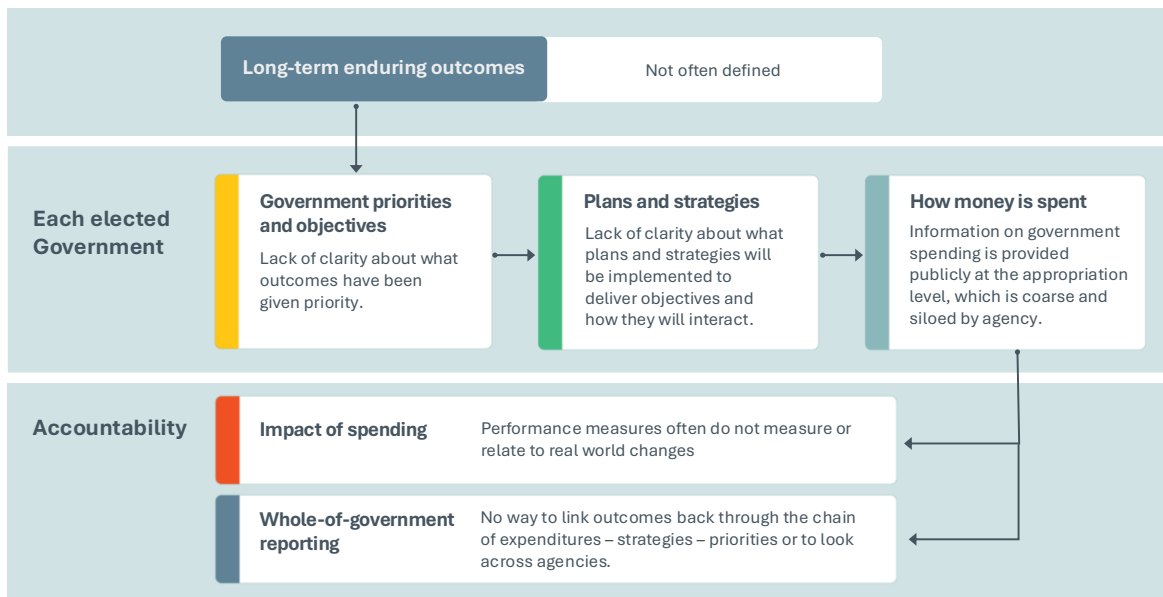 Long-term enduring outcomes
Not often defined
Each elected
Government
Government priorities
and objectives
Lack of clarity about what
outcomes have been
given priority.
Plans and strategies
Lack of clarity about what
plans and strategies will
be implemented to
deliver objectives and
how they will interact.
How money is spent
Information on government
spending is provided
publicly at the appropriation
level, which is coarse and
siloed by agency.
Accountability
Impact of spending
Performance measures often do not measure or
relate to real world changes
Whole-of-government
reporting
No way to link outcomes back through the chain
of expenditures – strategies – priorities or to look
across agencies.